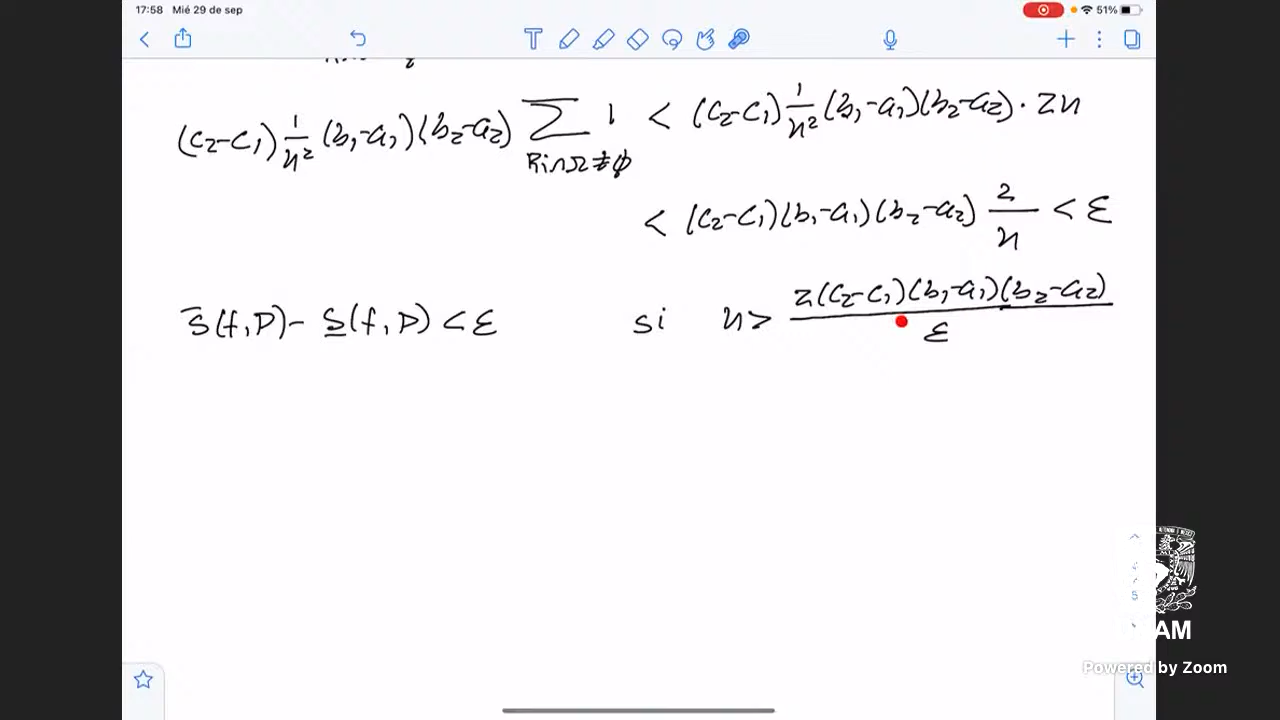 17:58 Mié 29 de sep
51%
(c₂-c₁) 1/n² (b₁-a₁)(b₂-a₂) ∑ 1 < (c₂-c₁) 1/n² (b₁-a₁)(b₂-a₂) · 2n
Ri∩Ω≠∅
< (c₂-c₁)(b₁-a₁)(b₂-a₂) 2/n < ε
S̅(f,P) - S̲(f,P) < ε si n > 2(c₂-c₁)(b₁-a₁)(b₂-a₂)/ε
AM
Powered by Zoom